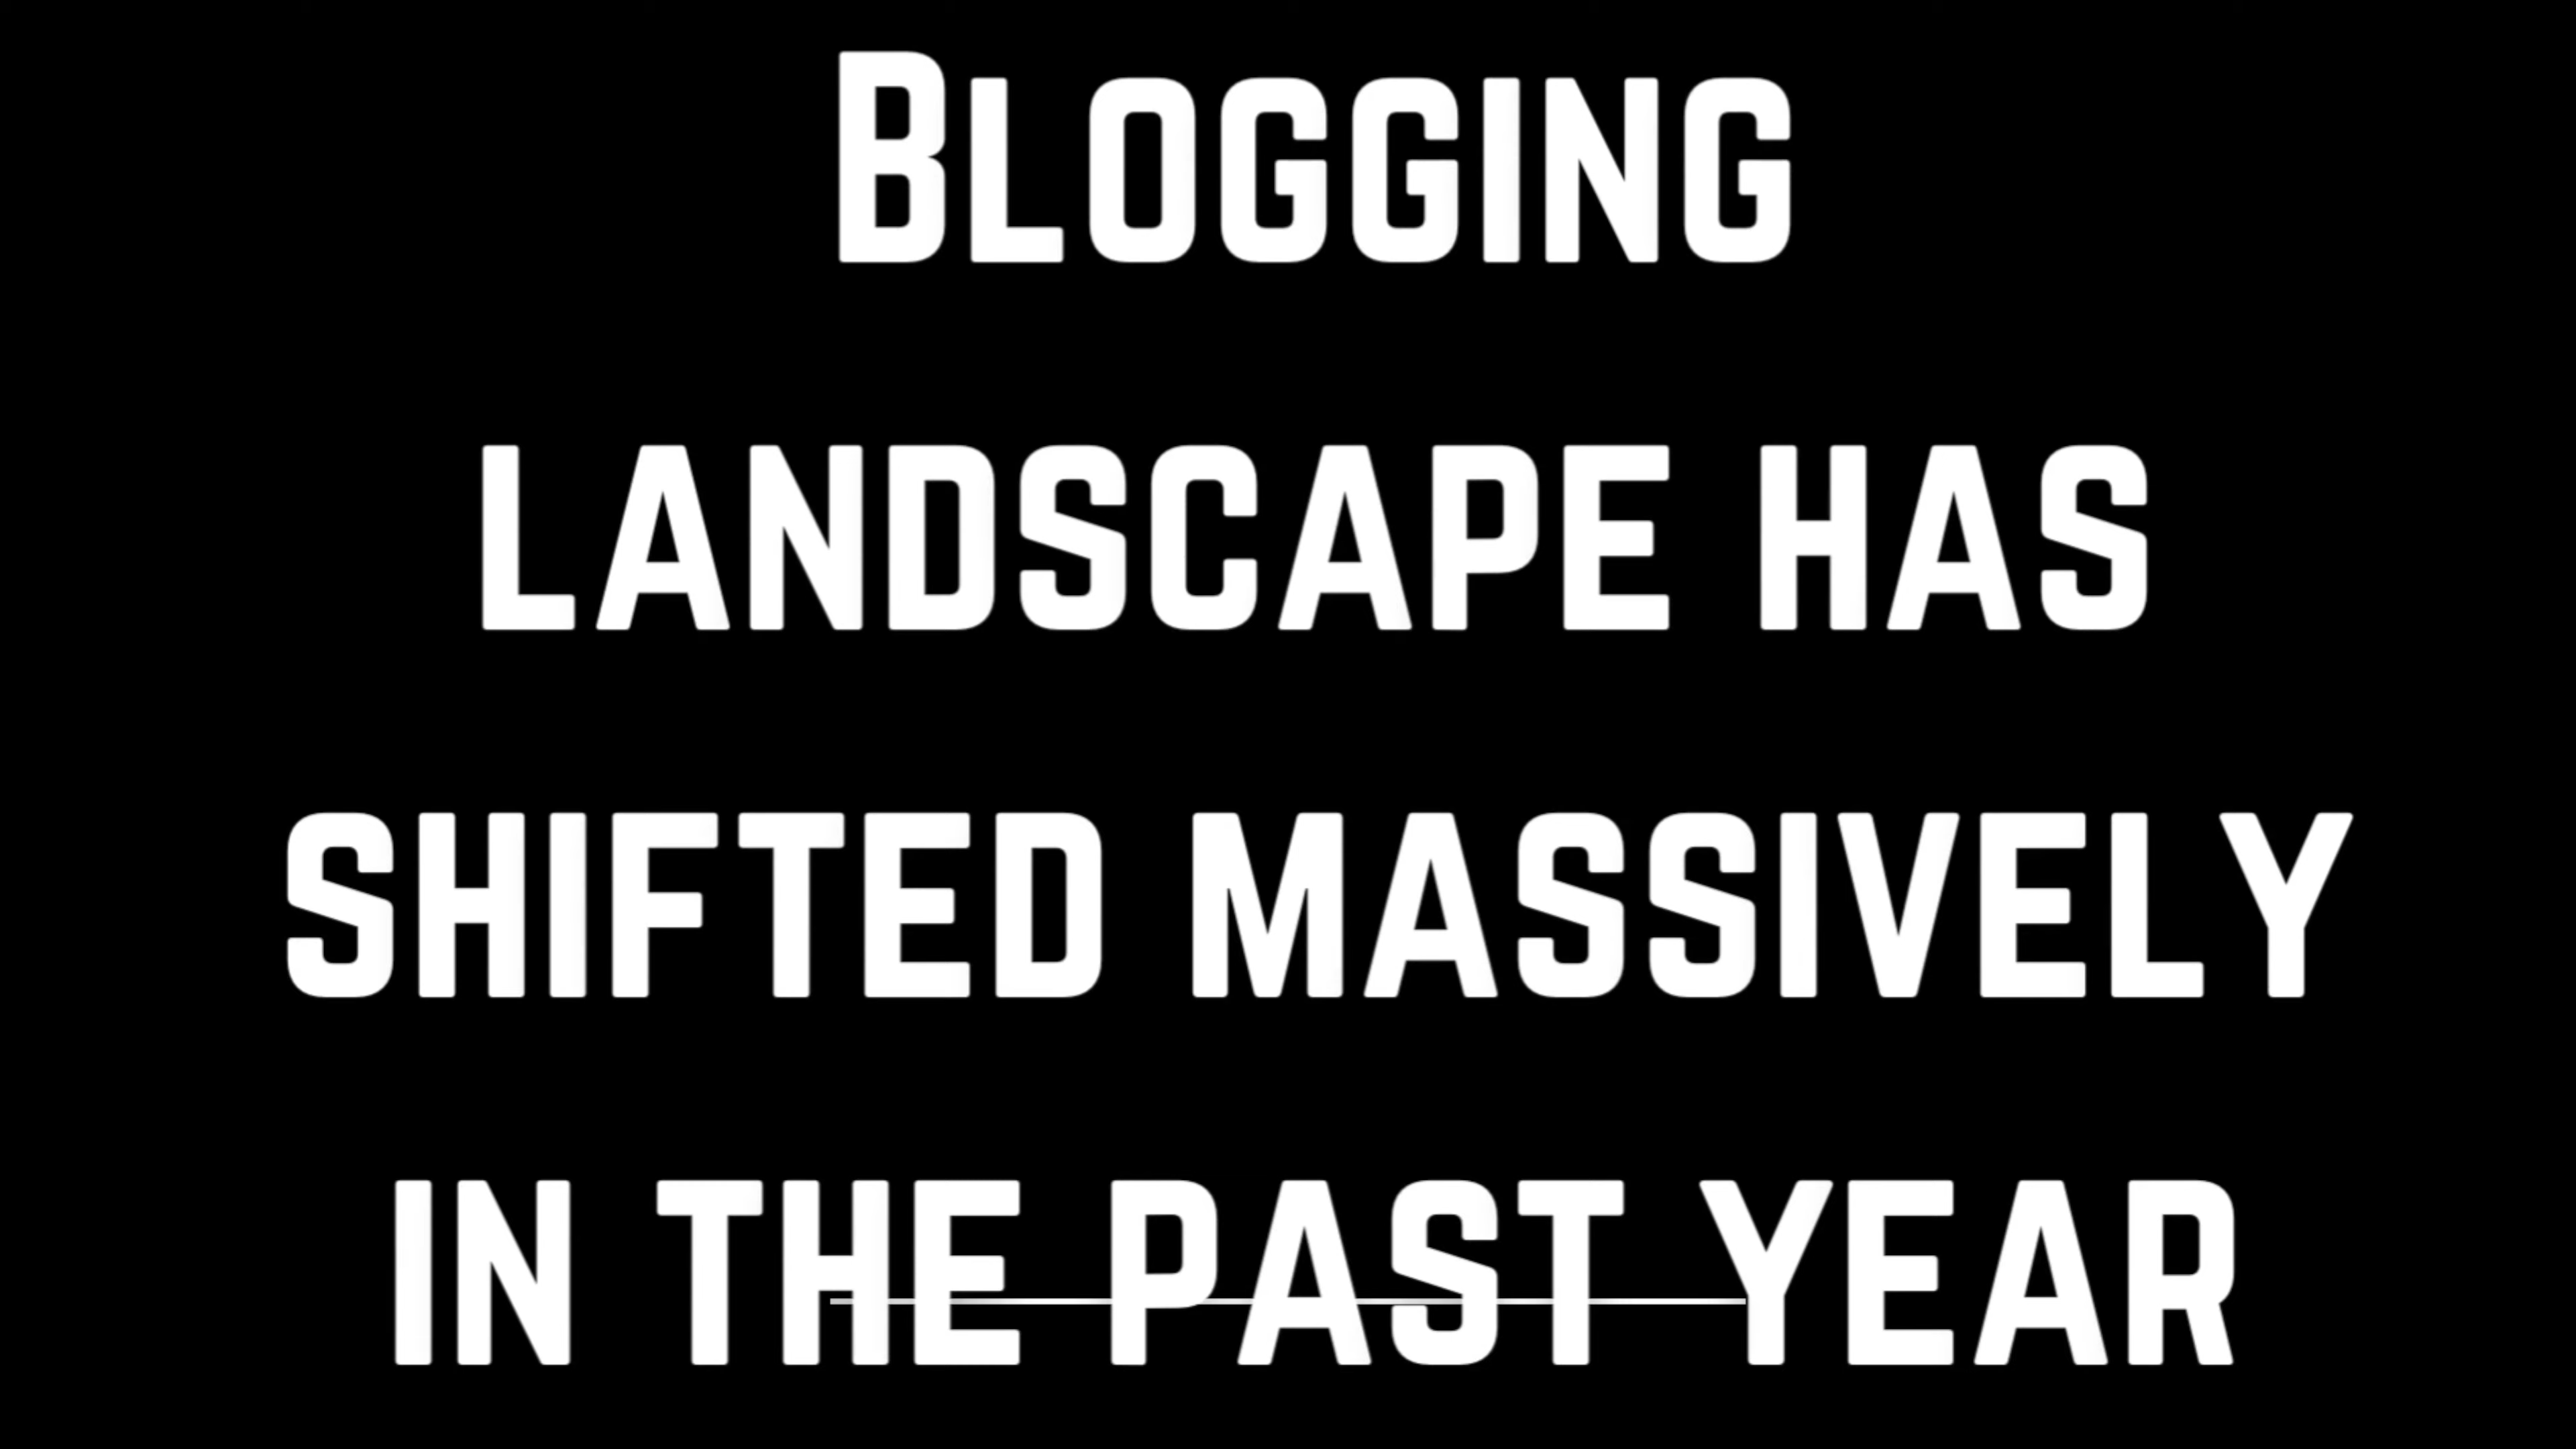 Blogging
landscape has
shifted massively
in the past year